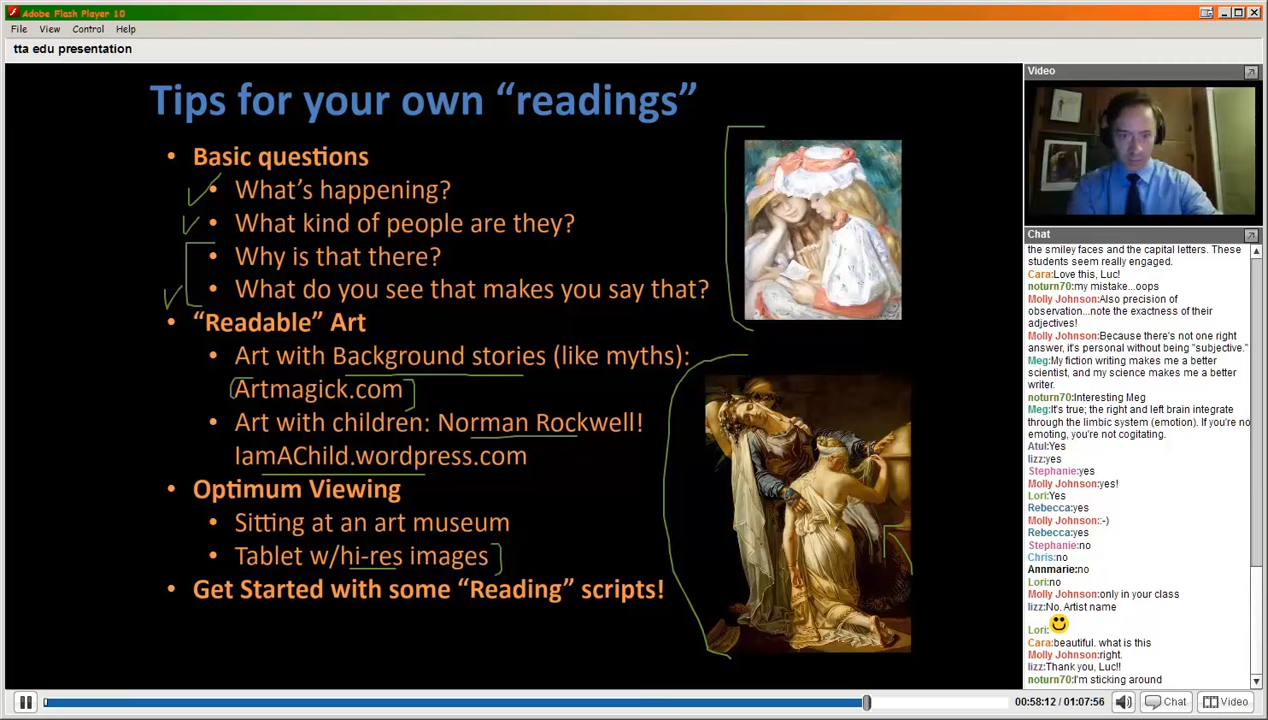 Adobe Flash Player 10
File View Control Help
tta edu presentation
Tips for your own “readings”
• Basic questions
• What’s happening?
• What kind of people are they?
• Why is that there?
• What do you see that makes you say that?
• “Readable” Art
• Art with Background stories (like myths):
Artmagick.com
• Art with children: Norman Rockwell!
IamAChild.wordpress.com
• Optimum Viewing
• Sitting at an art museum
• Tablet w/hi-res images
• Get Started with some “Reading” scripts!
Video
Chat
the smiley faces and the capital letters. These
students seem really engaged.
Cara:Love this, Luc!
noturn70:my mistake...oops
Molly Johnson:Also precision of
observation...note the exactness of their
adjectives!
Molly Johnson:Because there's not one right
answer, it's personal without being "subjective."
Meg:My fiction writing makes me a better
scientist, and my science makes me a better
writer.
noturn70:Interesting Meg
Meg:It's true; the right and left brain integrate
through the limbic system (emotion). If you're no
emoting, you're not cogitating.
Atul:Yes
lizz:yes
Stephanie:yes
Molly Johnson:yes!
Lori:Yes
Rebecca:yes
Molly Johnson::-)
Rebecca:yes
Stephanie:no
Chris:no
Annmarie:no
Lori:no
Molly Johnson:only in your class
lizz:No. Artist name
Lori:
Cara:beautiful. what is this
Molly Johnson:right.
lizz:Thank you, Luc!!
noturn70:I'm sticking around
00:58:12 / 01:07:56 Chat Video